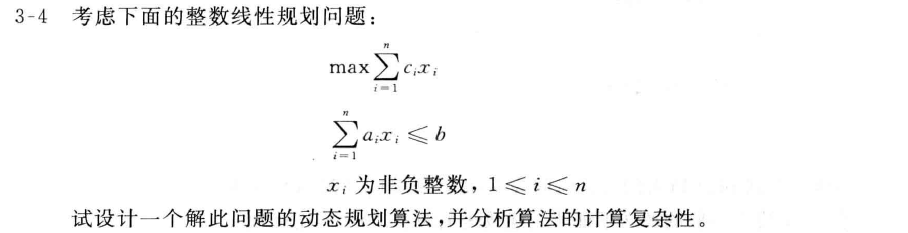 3-4 考虑下面的整数线性规划问题:
max ∑_{i=1}^{n} c_i x_i
∑_{i=1}^{n} a_i x_i ≤ b
x_i 为非负整数,1≤i≤n
试设计一个解此问题的动态规划算法,并分析算法的计算复杂性。